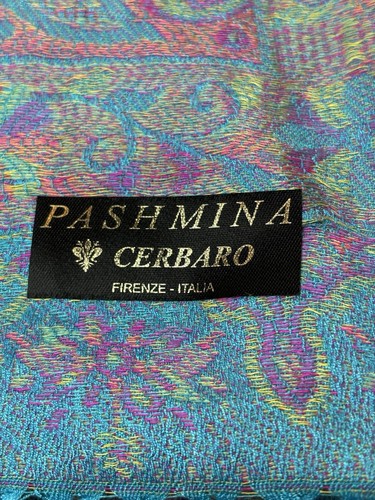 PASHMINA
CERBARO
FIRENZE - ITALIA